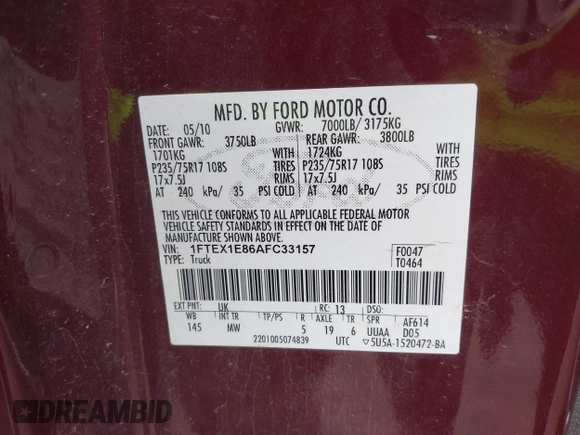 MFD. BY FORD MOTOR CO.
DATE: 05/10 GVWR: 7000LB/ 3175KG
FRONT GAWR: 3750LB REAR GAWR: 3800LB
1701KG WITH 1724KG WITH
P235/75R17 108S TIRES P235/75R17 108S TIRES
17x7.5J RIMS 17x7.5J RIMS
AT 240 kPa/ 35 PSI COLD AT 240 kPa/ 35 PSI COLD
THIS VEHICLE CONFORMS TO ALL APPLICABLE FEDERAL MOTOR
VEHICLE SAFETY STANDARDS IN EFFECT ON THE DATE OF
MANUFACTURE SHOWN ABOVE.
VIN: 1FTEX1E86AFC33157 F0047
TYPE: Truck T0464
EXT PNT: UK RC: 13 DSO:
WB INT TR TP/PS R AXLE TR SPR AF614
145 MW 5 19 6 UUAA D05
2201005074839 UTC ▽5U5A-1520472-BA
DREAMBID